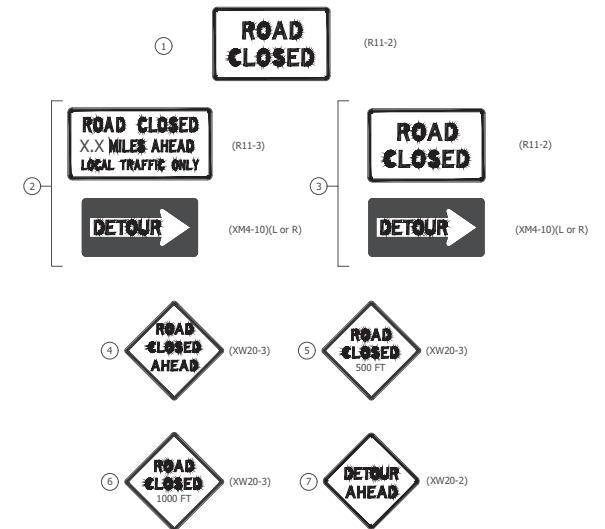 1
ROAD
CLOSED
(R11-2)
2
ROAD CLOSED
X.X MILES AHEAD
LOCAL TRAFFIC ONLY
(R11-3)
DETOUR
(XM4-10)(L or R)
3
ROAD
CLOSED
(R11-2)
DETOUR
(XM4-10)(L or R)
4
ROAD
CLOSED
AHEAD
(XW20-3)
5
ROAD
CLOSED
500 FT
(XW20-3)
6
ROAD
CLOSED
1000 FT
(XW20-3)
7
DETOUR
AHEAD
(XW20-2)